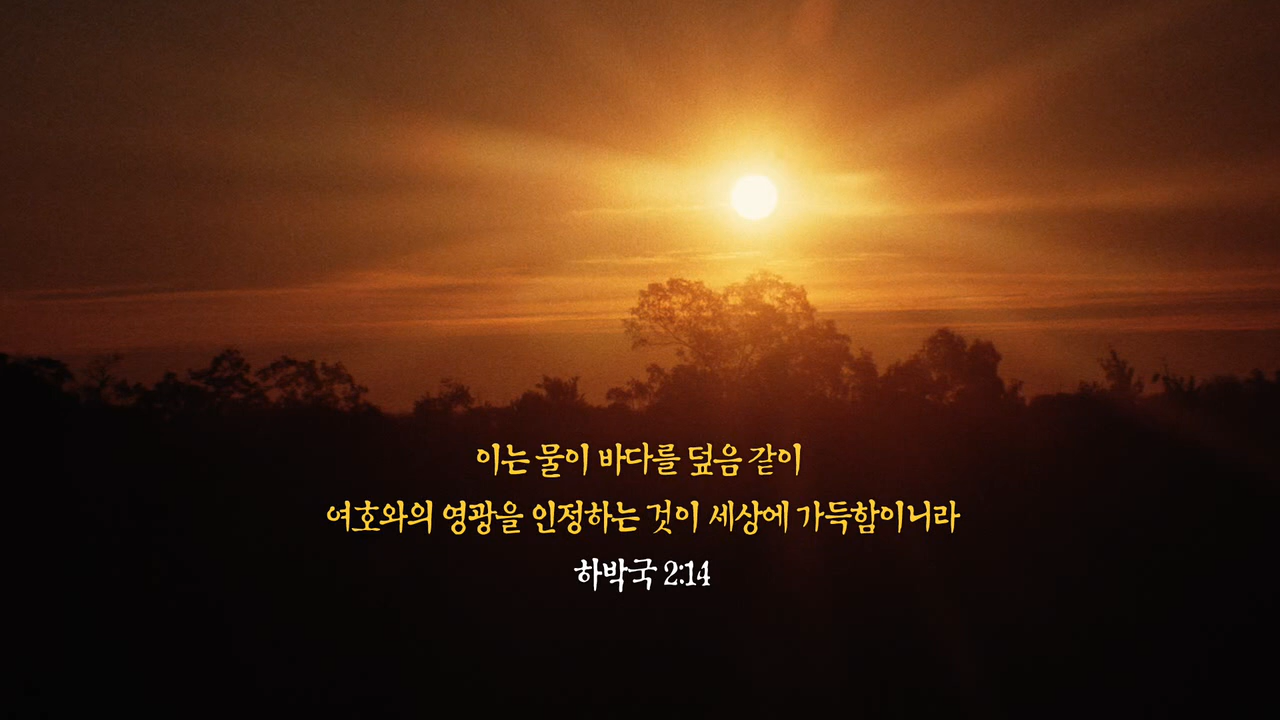 이는 물이 바다를 덮음 같이
여호와의 영광을 인정하는 것이 세상에 가득함이니라
하박국 2:14